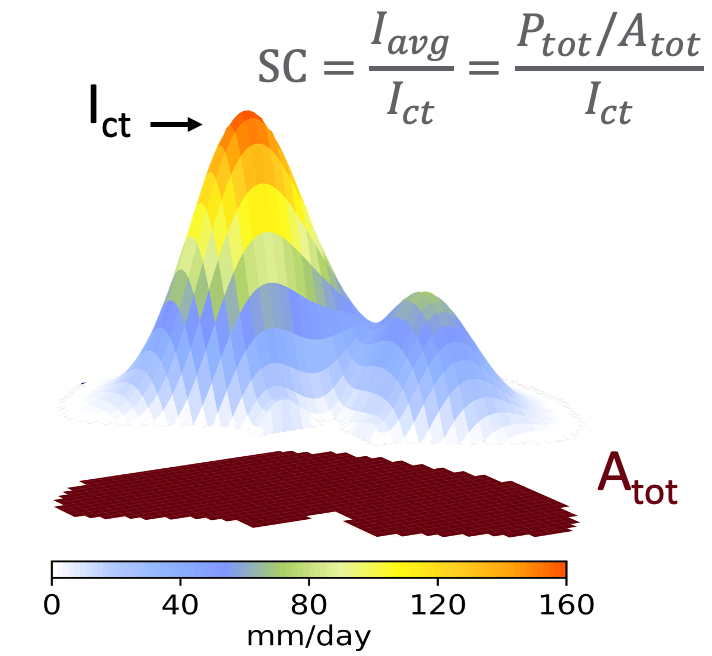 SC = I_avg / I_ct = (P_tot/A_tot) / I_ct
I_ct →
A_tot
0 40 80 120 160
mm/day